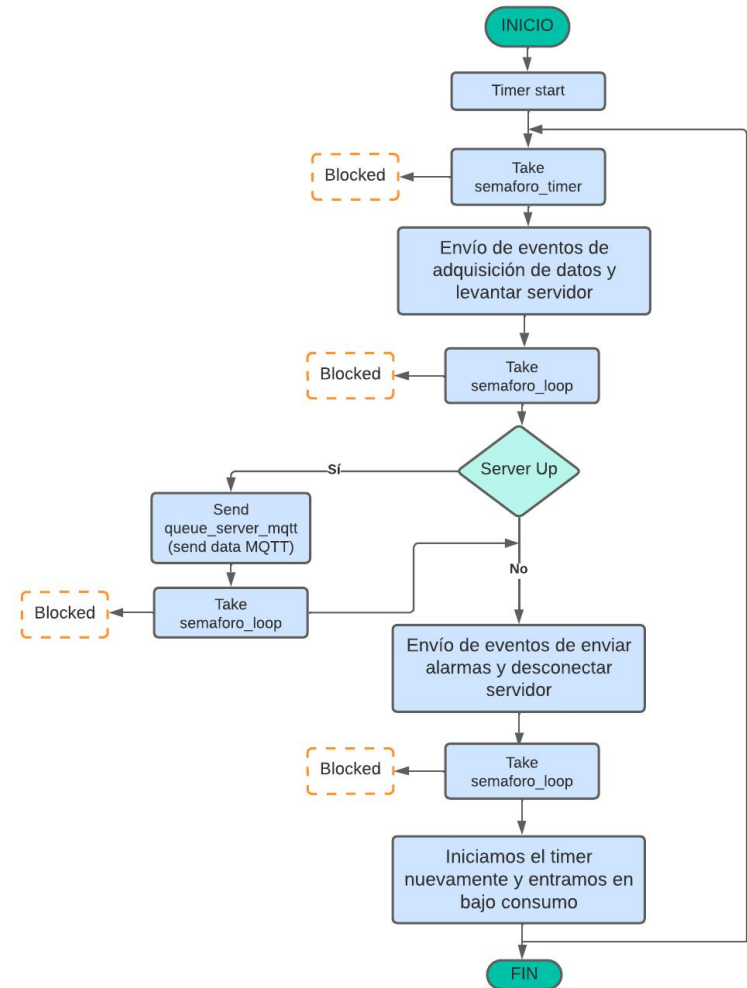 INICIO
Timer start
Blocked
Take
semaforo_timer
Envío de eventos de
adquisición de datos y
levantar servidor
Blocked
Take
semaforo_loop
Server Up
Sí
Send
queue_server_mqtt
(send data MQTT)
No
Blocked
Take
semaforo_loop
Envío de eventos de enviar
alarmas y desconectar
servidor
Blocked
Take
semaforo_loop
Iniciamos el timer
nuevamente y entramos en
bajo consumo
FIN